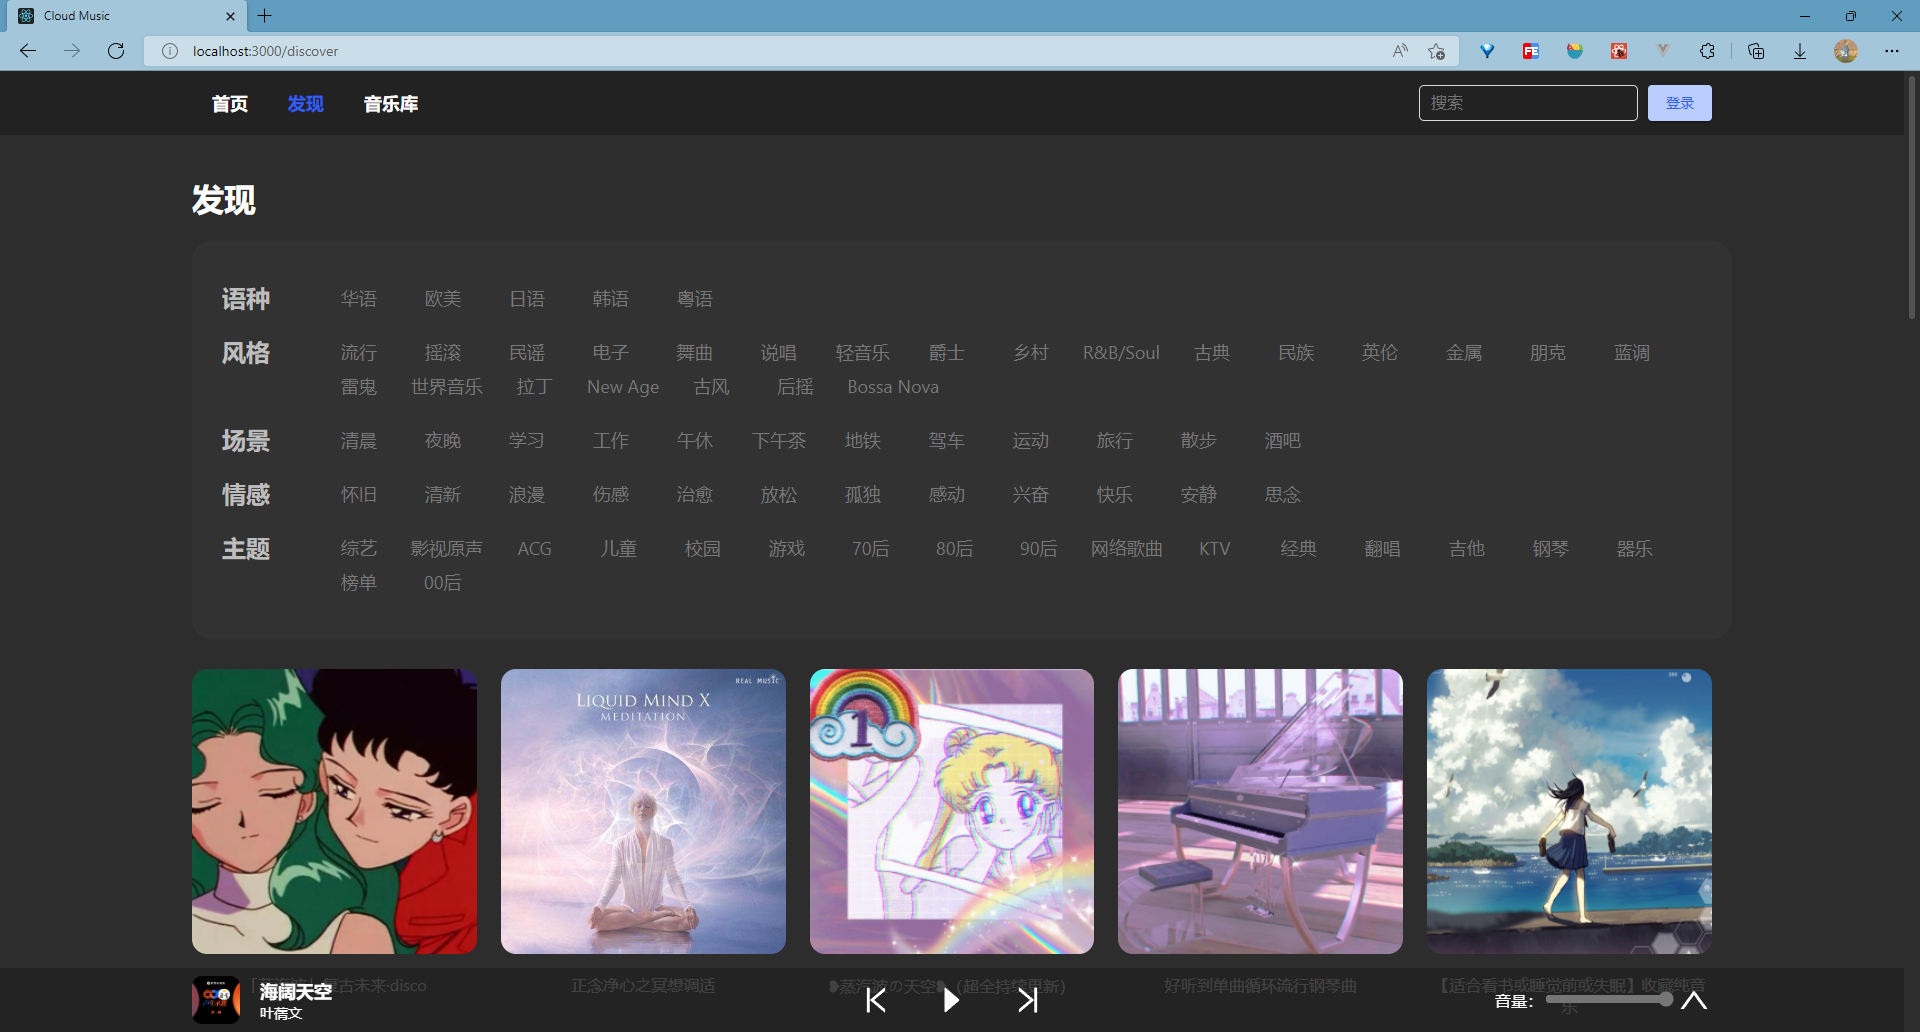 Cloud Music
localhost:3000/discover
首页 发现 音乐库 搜索 登录
发现
语种 华语 欧美 日语 韩语 粤语
风格 流行 摇滚 民谣 电子 舞曲 说唱 轻音乐 爵士 乡村 R&B/Soul 古典 民族 英伦 金属 朋克 蓝调
雷鬼 世界音乐 拉丁 New Age 古风 后摇 Bossa Nova
场景 清晨 夜晚 学习 工作 午休 下午茶 地铁 驾车 运动 旅行 散步 酒吧
情感 怀旧 清新 浪漫 伤感 治愈 放松 孤独 感动 兴奋 快乐 安静 思念
主题 综艺 影视原声 ACG 儿童 校园 游戏 70后 80后 90后 网络歌曲 KTV 经典 翻唱 吉他 钢琴 器乐
榜单 00后
REAL MUSIC
LIQUID MIND X
MEDITATION
1
复古未来-disco 正念净心之冥想调适 蒸汽波の天空 (超全持续更新) 好听到单曲循环流行钢琴曲 【适合看书或睡觉前或失眠】收藏纯音
乐
海阔天空
叶蒨文
音量：